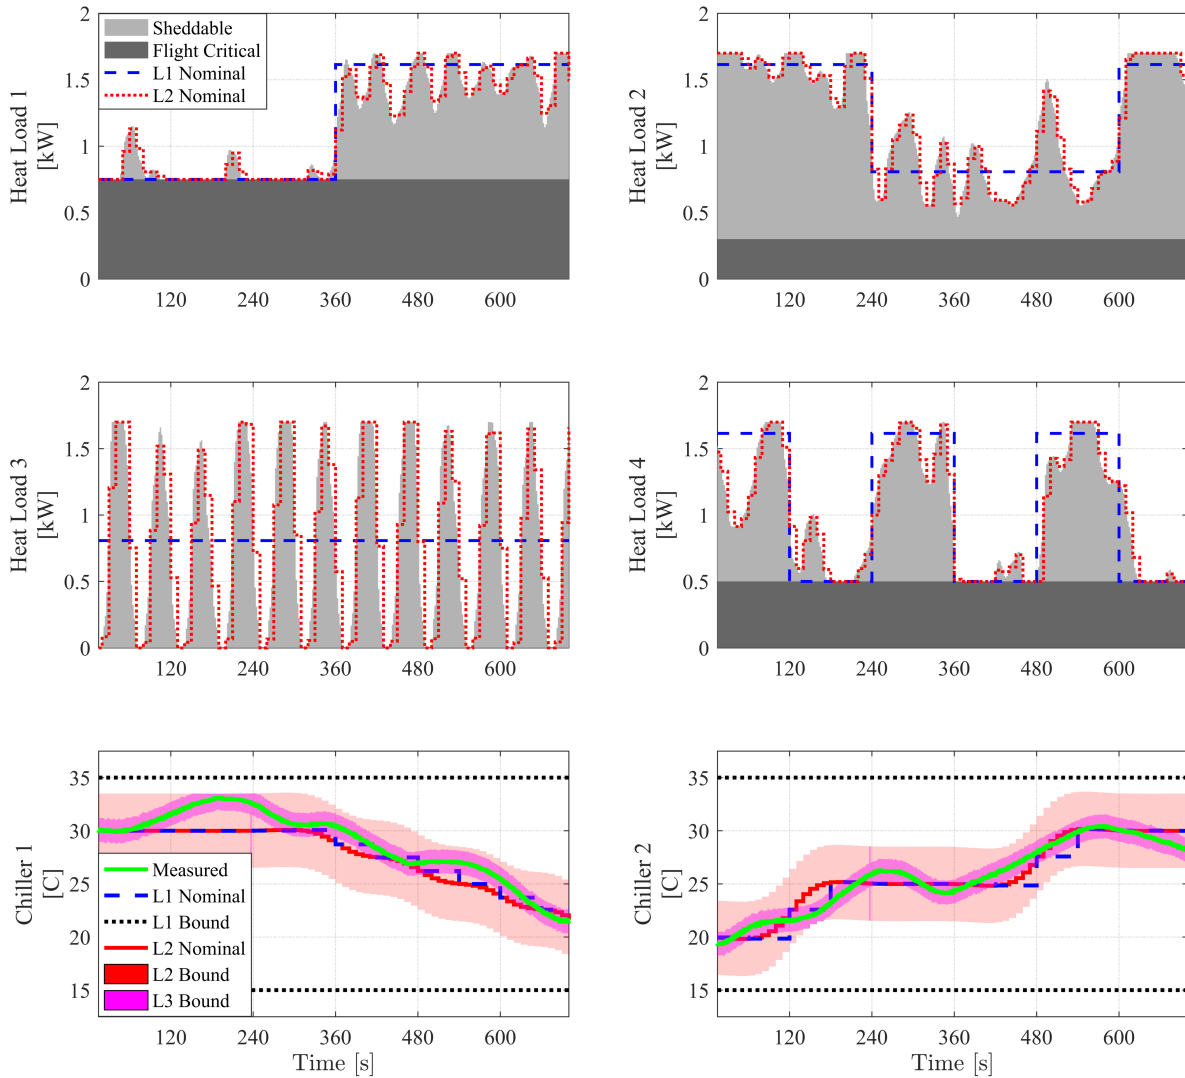 Sheddable
Flight Critical
L1 Nominal
L2 Nominal
Heat Load 1
[kW]
2
1.5
1
0.5
0
120 240 360 480 600
Heat Load 2
[kW]
2
1.5
1
0.5
0
120 240 360 480 600
Heat Load 3
[kW]
2
1.5
1
0.5
0
120 240 360 480 600
Heat Load 4
[kW]
2
1.5
1
0.5
0
120 240 360 480 600
Chiller 1
[C]
35
30
25
20
15
Measured
L1 Nominal
L1 Bound
L2 Nominal
L2 Bound
L3 Bound
120 240 360 480 600
Time [s]
Chiller 2
[C]
35
30
25
20
15
120 240 360 480 600
Time [s]